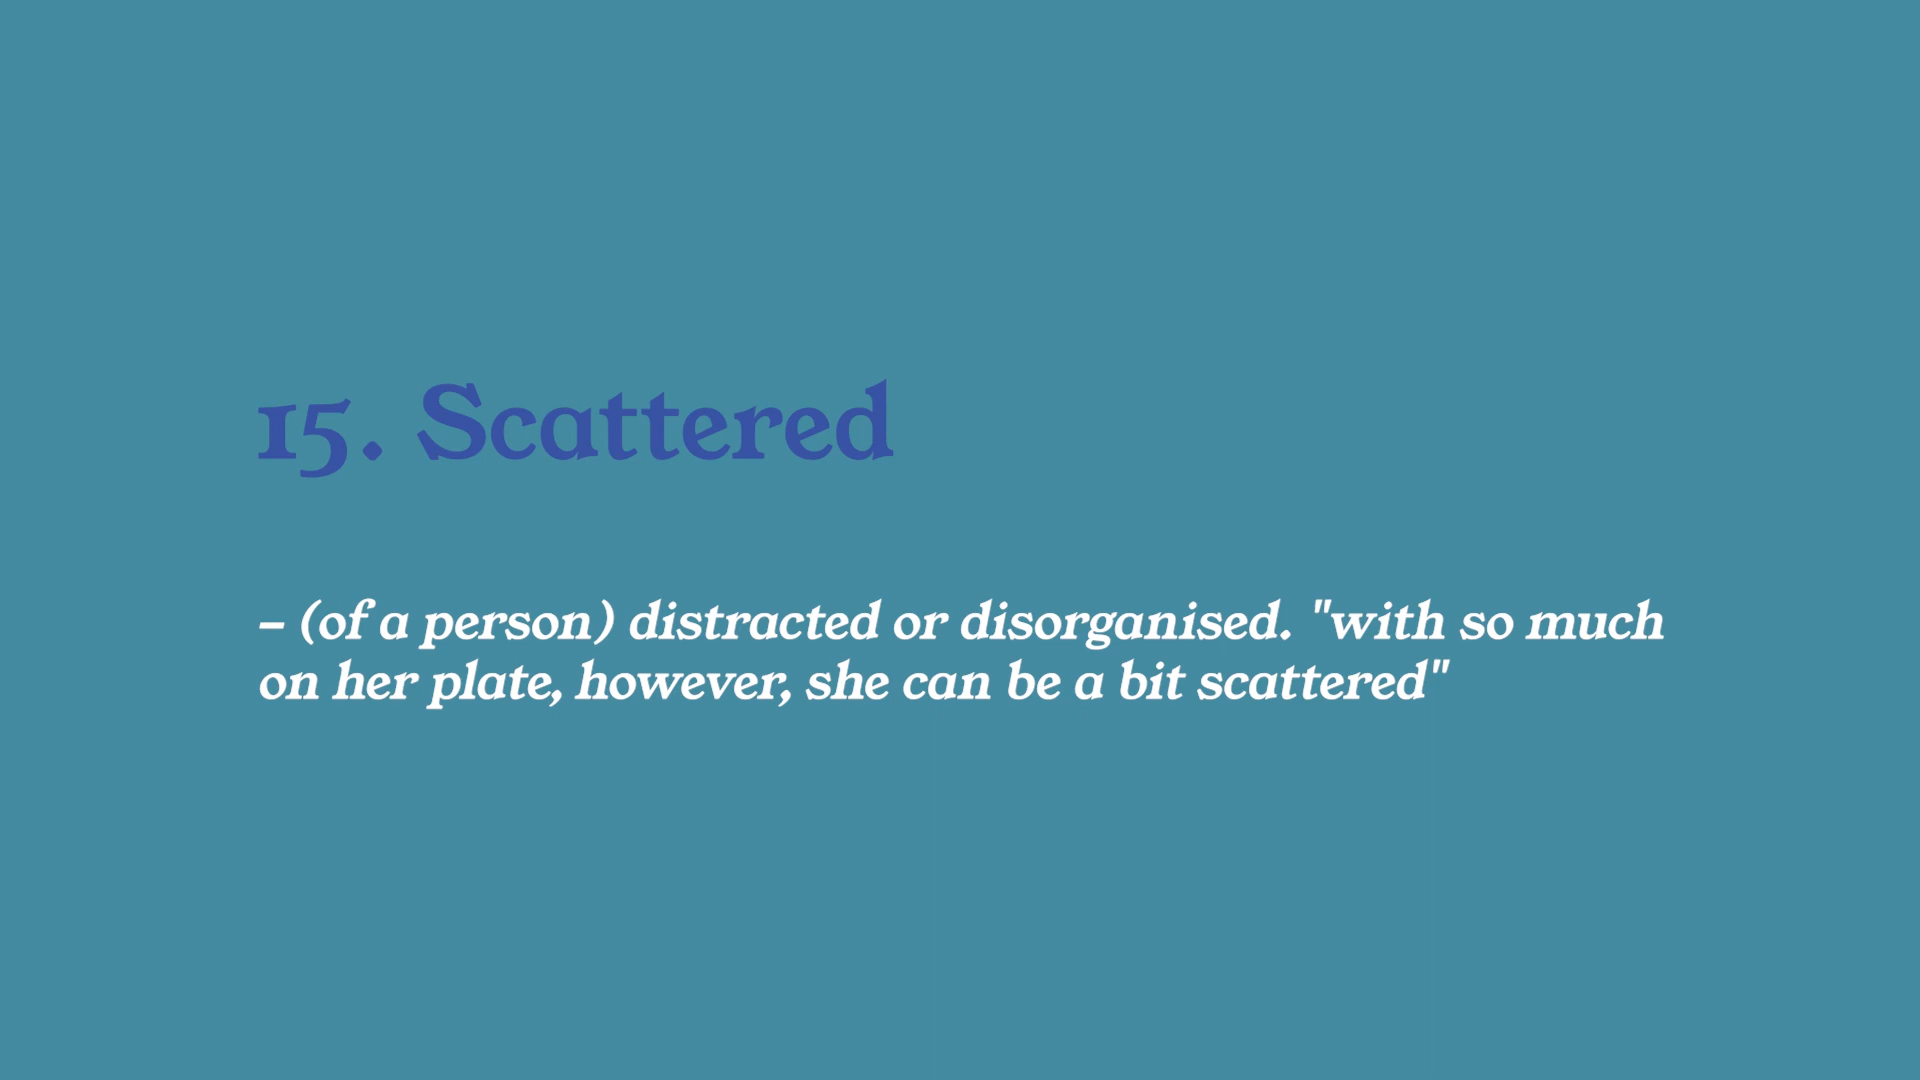 15. Scattered
– (of a person) distracted or disorganised. "with so much
on her plate, however, she can be a bit scattered"